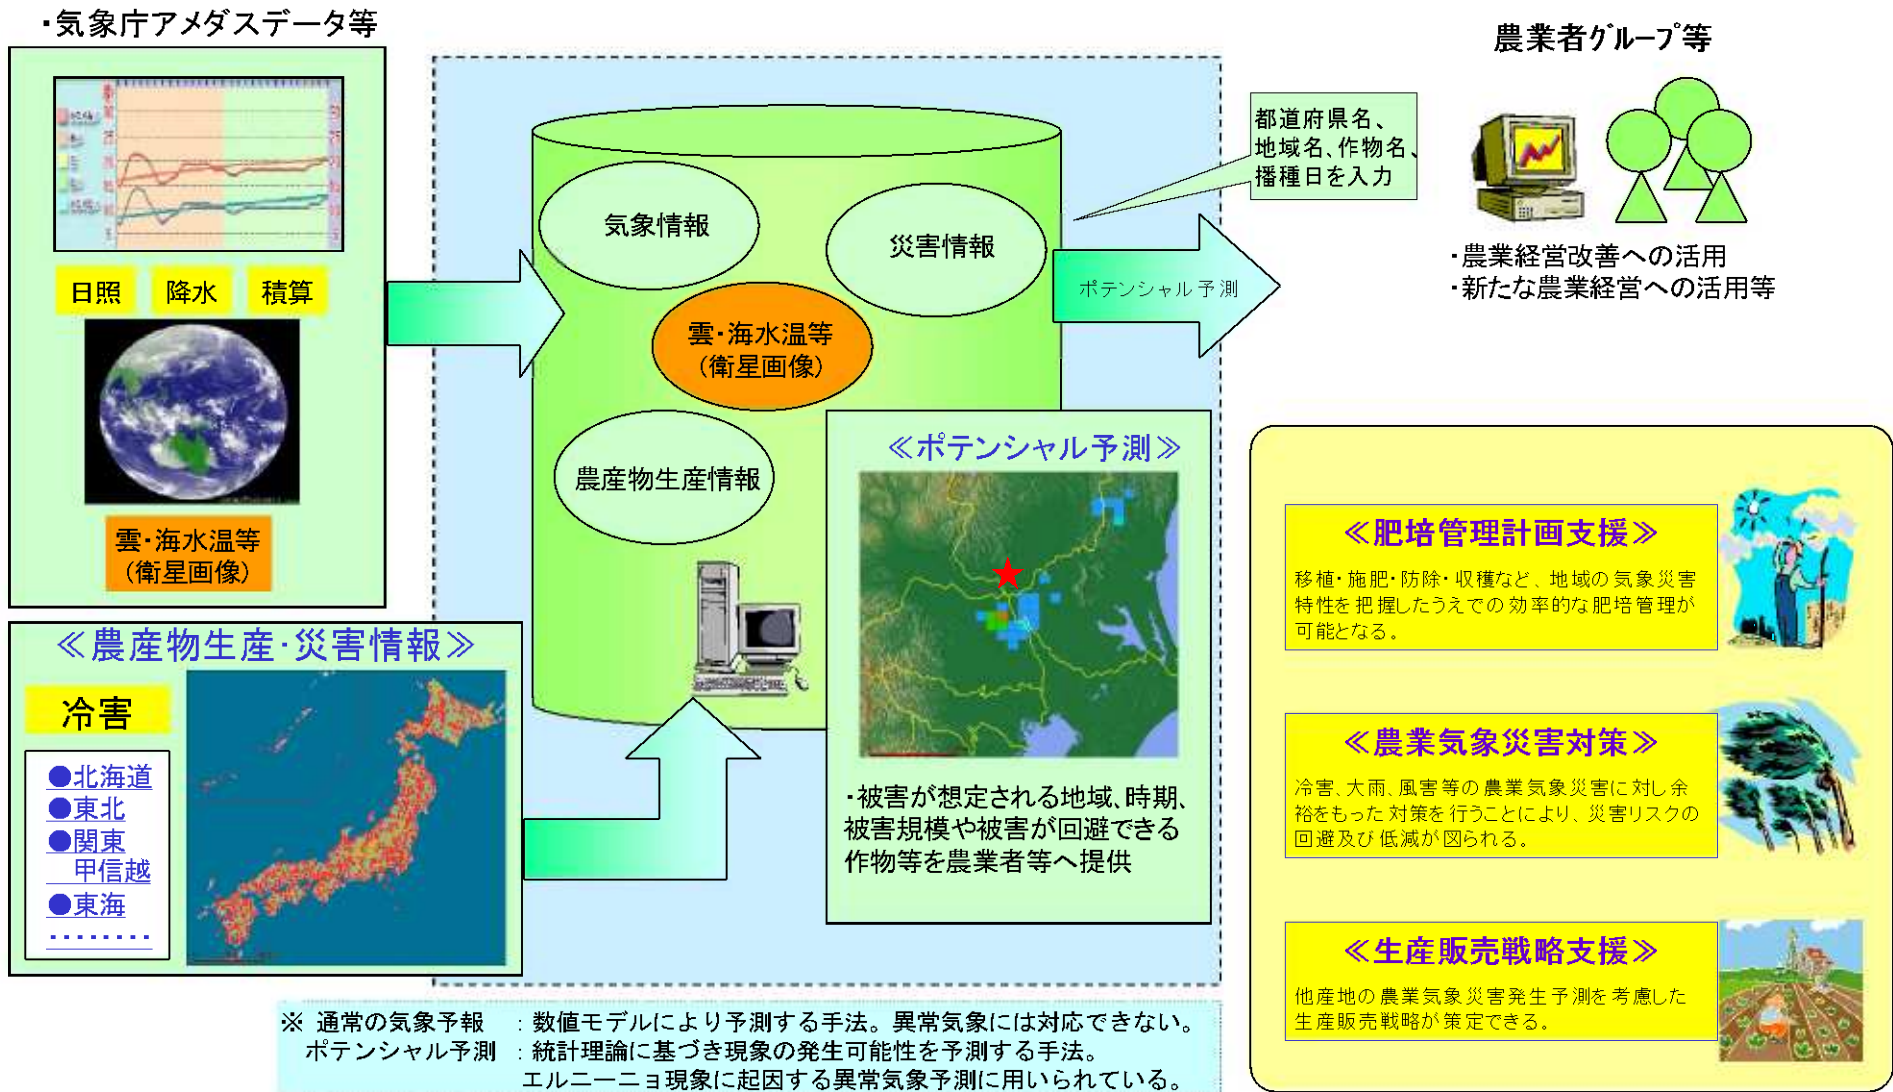 ・気象庁アメダスデータ等
日照
降水
積算
雲・海水温等
(衛星画像)
≪農産物生産・災害情報≫
冷害
●北海道
●東北
●関東
甲信越
●東海
‥‥‥‥
気象情報
災害情報
雲・海水温等
(衛星画像)
農産物生産情報
≪ポテンシャル予測≫
・被害が想定される地域、時期、
被害規模や被害が回避できる
作物等を農業者等へ提供
都道府県名、
地域名、作物名、
播種日を入力
ポテンシャル予測
農業者グループ等
・農業経営改善への活用
・新たな農業経営への活用等
≪肥培管理計画支援≫
移植・施肥・防除・収穫など、地域の気象災害
特性を把握したうえでの効率的な肥培管理が
可能となる。
≪農業気象災害対策≫
冷害、大雨、風害等の農業気象災害に対し余
裕をもった対策を行うことにより、災害リスクの
回避及び低減が図られる。
≪生産販売戦略支援≫
他産地の農業気象災害発生予測を考慮した
生産販売戦略が策定できる。
※ 通常の気象予報 : 数値モデルにより予測する手法。異常気象には対応できない。
ポテンシャル予測 : 統計理論に基づき現象の発生可能性を予測する手法。
エルニーニョ現象に起因する異常気象予測に用いられている。